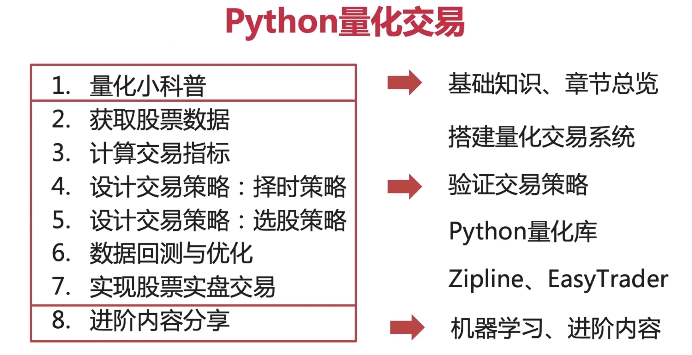 Python量化交易
1. 量化小科普
2. 获取股票数据
3. 计算交易指标
4. 设计交易策略：择时策略
5. 设计交易策略：选股策略
6. 数据回测与优化
7. 实现股票实盘交易
8. 进阶内容分享
基础知识、章节总览
搭建量化交易系统
验证交易策略
Python量化库
Zipline、EasyTrader
机器学习、进阶内容